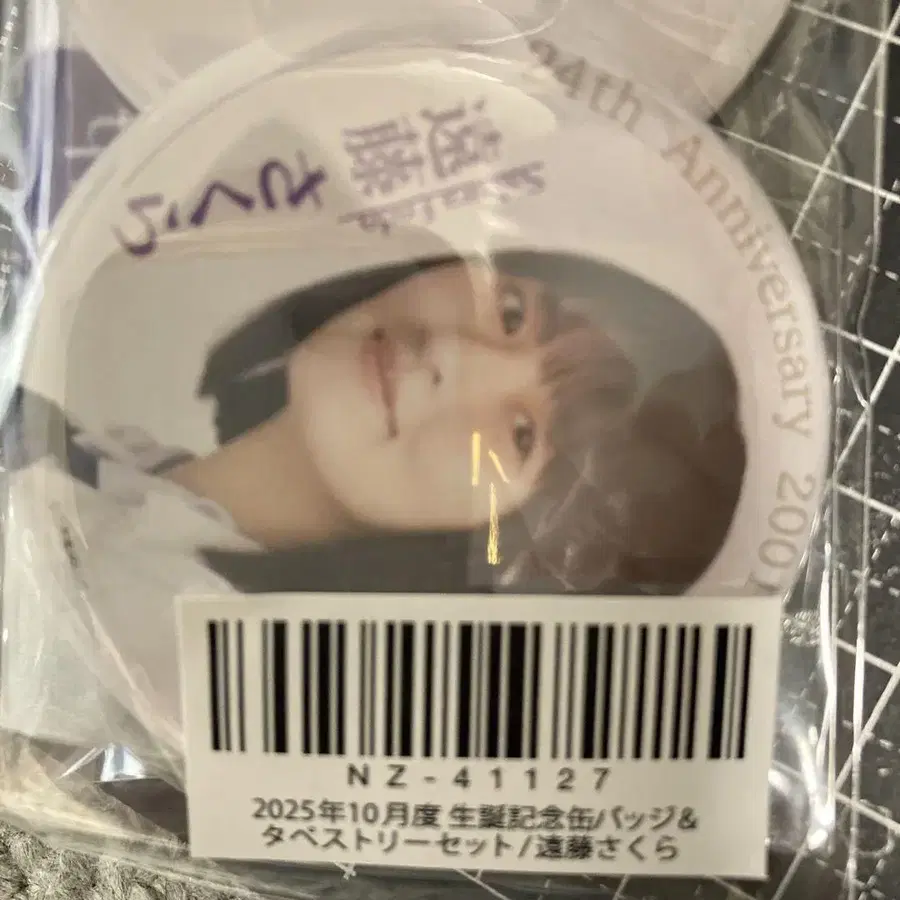 遠藤
さくら
24th Anniversary 2001
NZ-41127
2025年10月度 生誕記念缶バッジ&
タペストリーセット/遠藤さくら